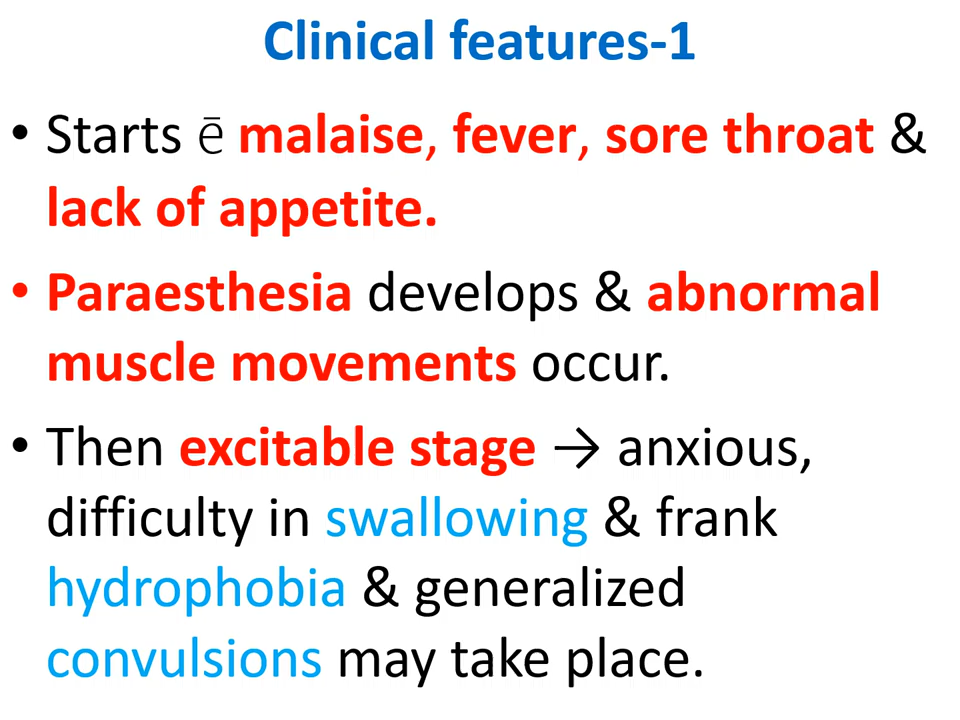 Clinical features-1
• Starts ē malaise, fever, sore throat &
lack of appetite.
• Paraesthesia develops & abnormal
muscle movements occur.
• Then excitable stage → anxious,
difficulty in swallowing & frank
hydrophobia & generalized
convulsions may take place.